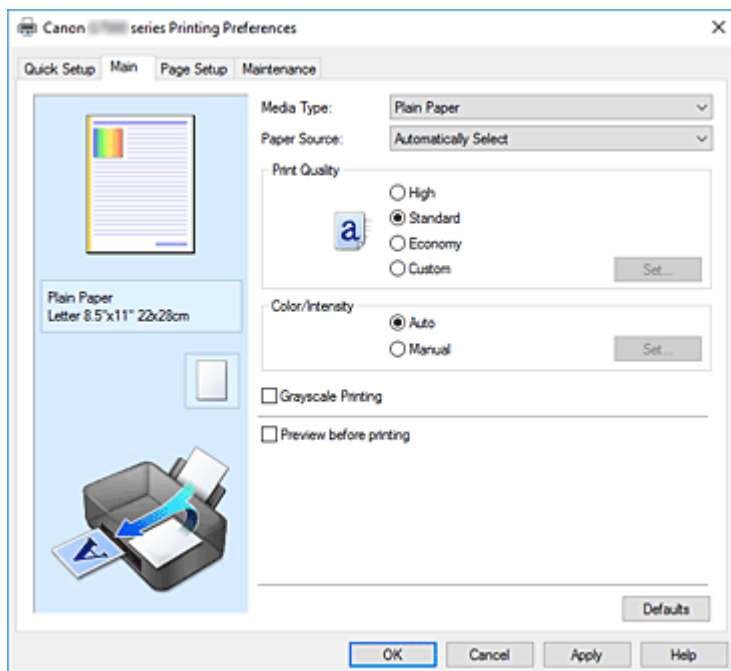 Canon series Printing Preferences
Quick Setup Main Page Setup Maintenance
Media Type: Plain Paper
Paper Source: Automatically Select
Print Quality
High
a Standard
Economy
Custom Set...
Plain Paper
Letter 8.5"x11" 22x28cm
Color/Intensity
Auto
Manual Set...
Grayscale Printing
Preview before printing
A
Defaults
OK Cancel Apply Help